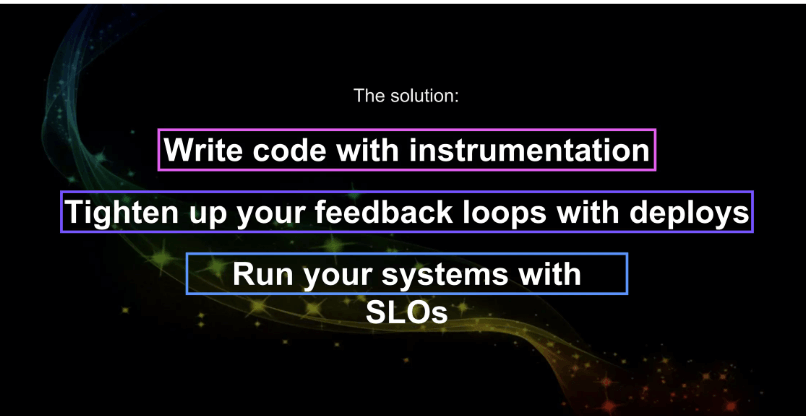 The solution:
Write code with instrumentation
Tighten up your feedback loops with deploys
Run your systems with
SLOs